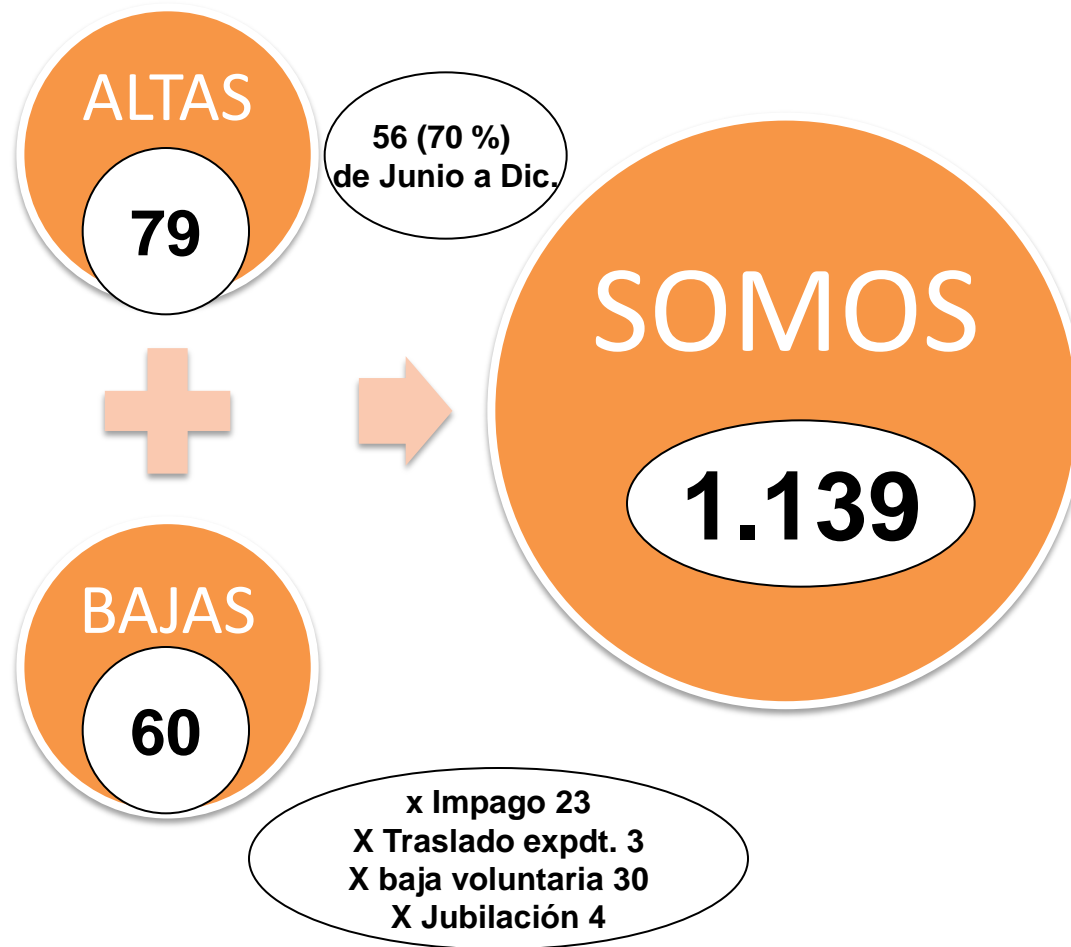 ALTAS
79
56 (70 %)
de Junio a Dic.
SOMOS
1.139
BAJAS
60
x Impago 23
X Traslado expdt. 3
X baja voluntaria 30
X Jubilación 4